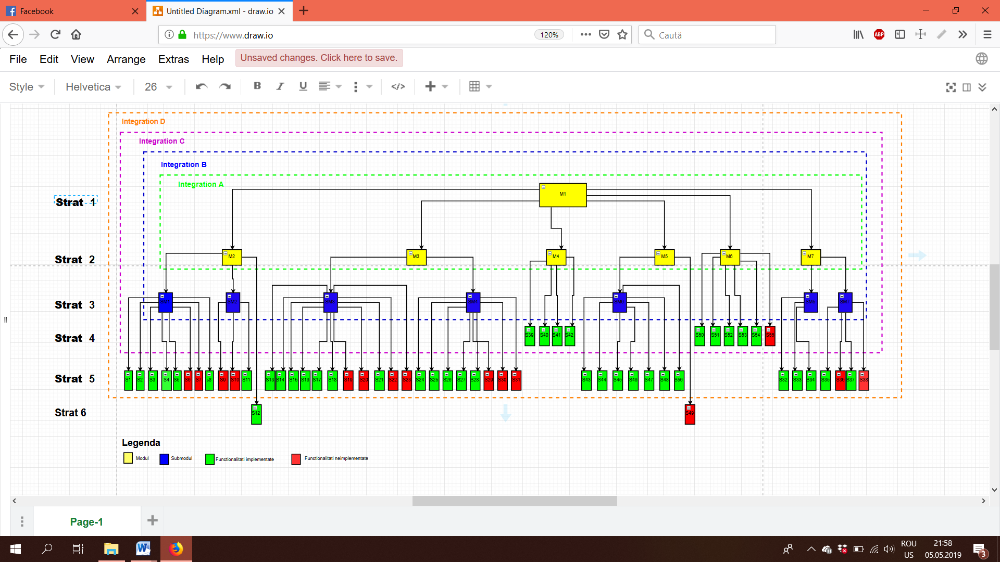 Facebook
Untitled Diagram.xml - draw.io
https://www.draw.io
120%
Caută
ABP
File Edit View Arrange Extras Help
Unsaved changes. Click here to save.
Style Helvetica 26 B I U
Integration D
Integration C
Integration B
Integration A
Strat 1
M1
Strat 2
M2 M3 M4 M5 M6 M7
Strat 3
SM1 SM2 SM3 SM4 SM7
Strat 4
S39 S40 S41 S42 S50 S51 S52 S53 S54 S55
Strat 5
S1 S2 S3 S4 S5 S6 S7 s8 S9 S10 S11 S13 S14 S15 S16 S17 S18 S19 S20 S21 S22 S23 S24 S25 S26 S27 S28 S29 S30 S31 S43 S44 S45 S46 S47 S48 S56 S32 S33 S34 S35 S36 S37 S38
Strat 6
S12 S49
Legenda
Modul Submodul Functionalitati implementate Functionalitati neimplementate
Page-1
ROU
US
21:58
05.05.2019
3